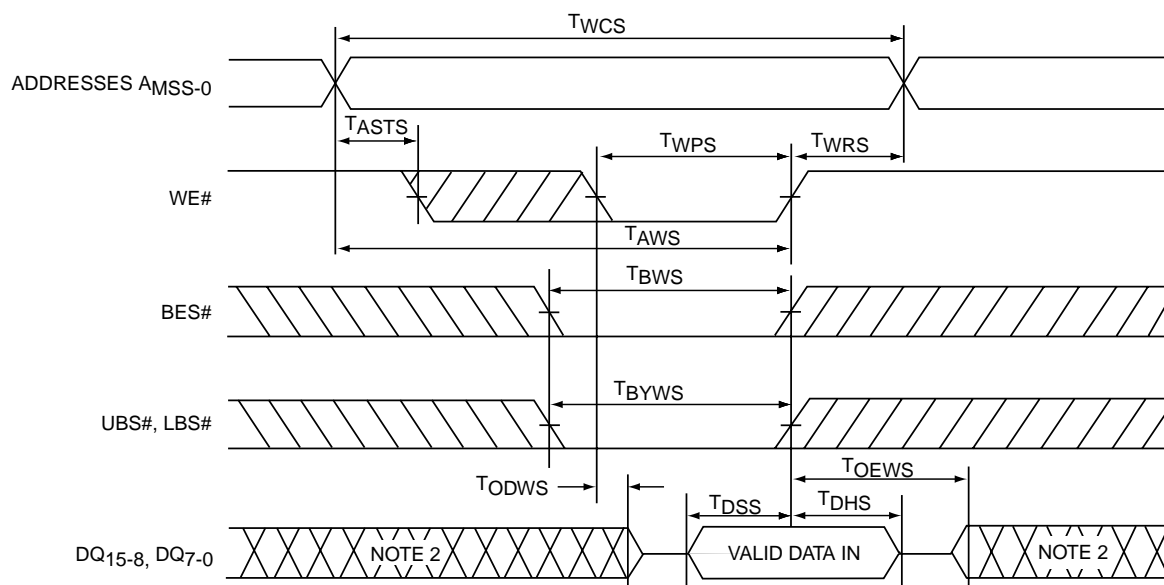 TWCS
ADDRESSES AMSS-0
TASTS
TWPS
TWRS
WE#
TAWS
TBWS
BES#
TBYWS
UBS#, LBS#
TODWS
TOEWS
TDSS
TDHS
DQ15-8, DQ7-0
NOTE 2
VALID DATA IN
NOTE 2